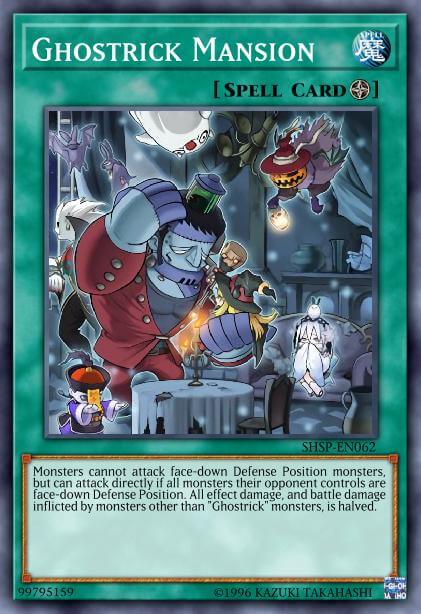 Ghostrick Mansion
[Spell Card]
SHSP-EN062
Monsters cannot attack face-down Defense Position monsters,
but can attack directly if all monsters their opponent controls are
face-down Defense Position. All effect damage, and battle damage
inflicted by monsters other than "Ghostrick" monsters, is halved.
99795159
©1996 KAZUKI TAKAHASHI